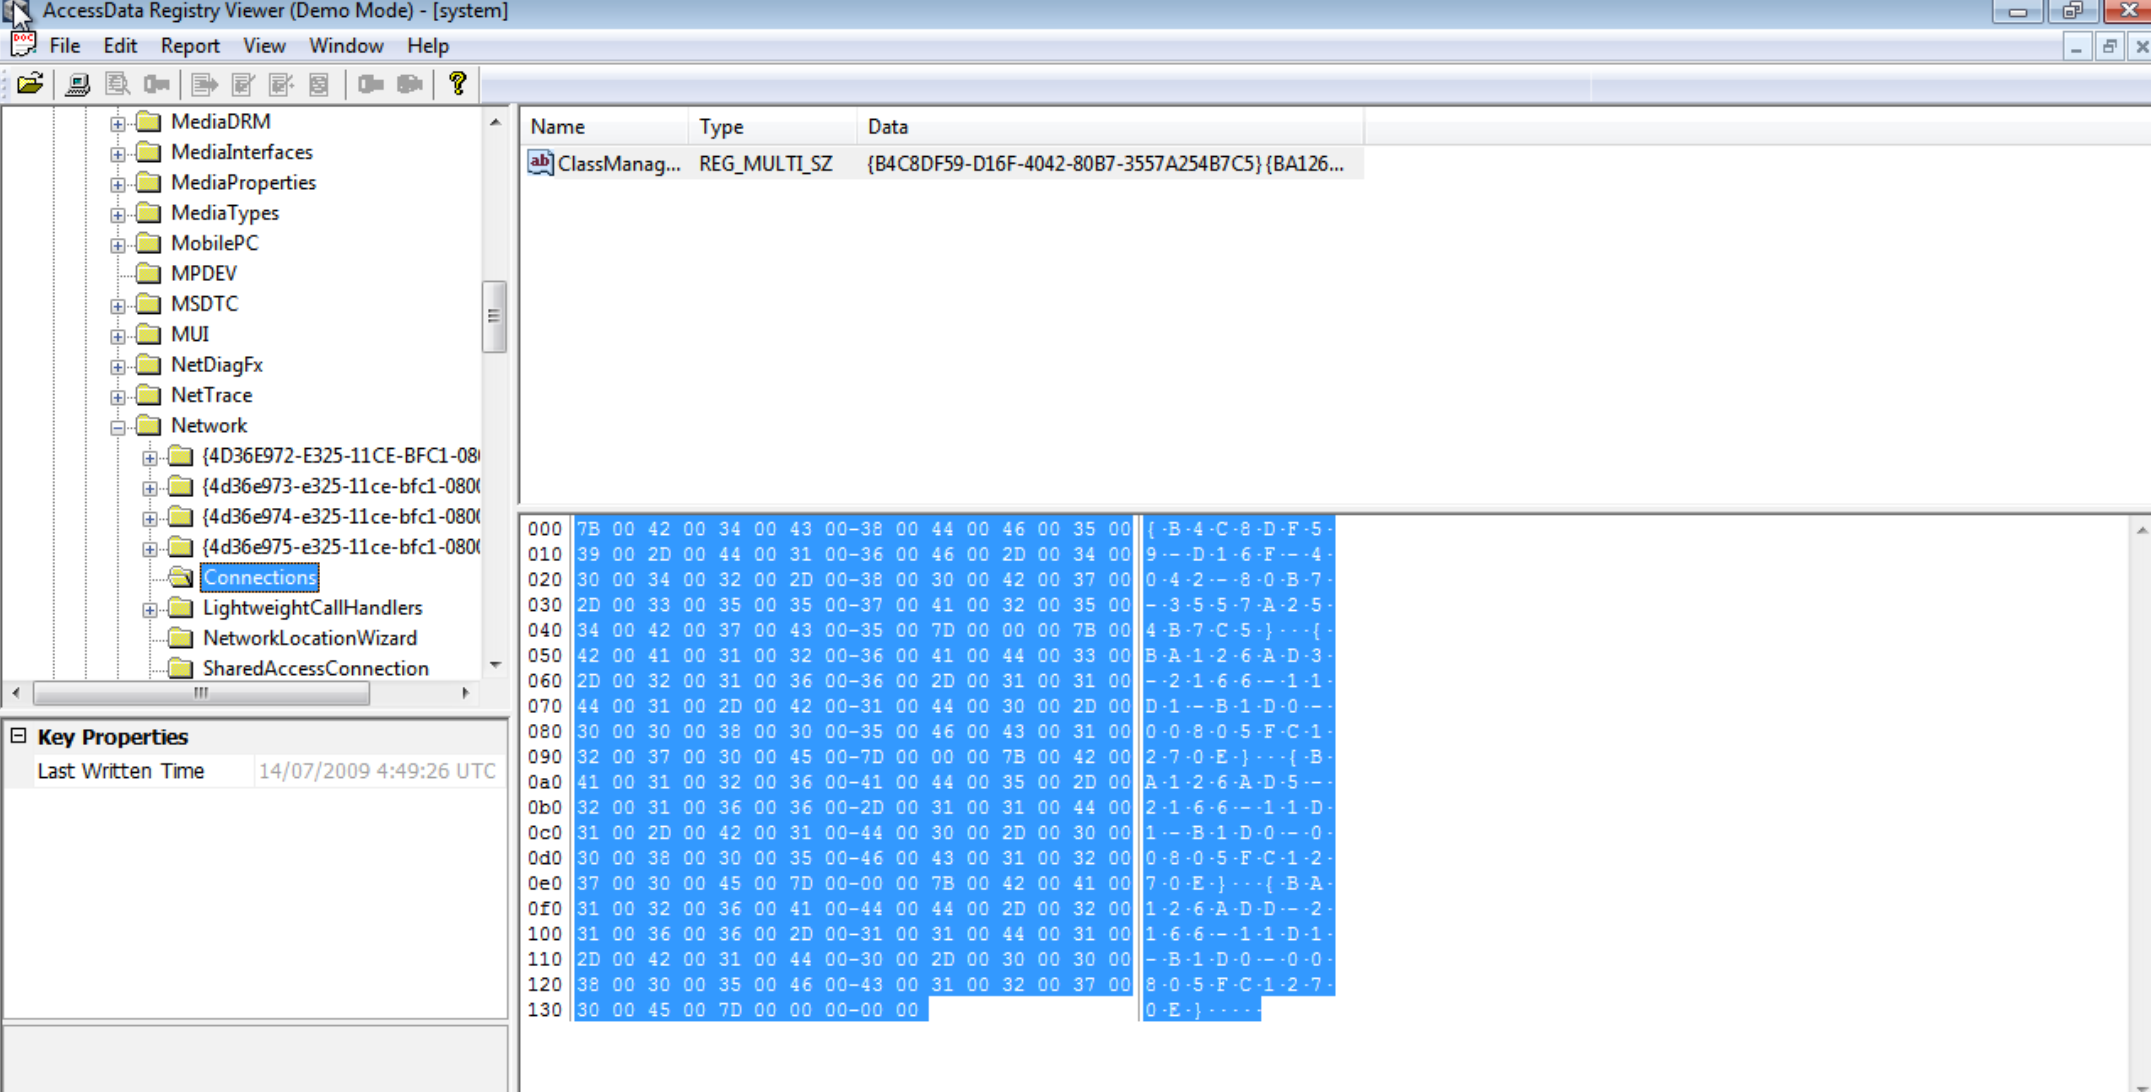 AccessData Registry Viewer (Demo Mode) - [system]
File Edit Report View Window Help
MediaDRM
MediaInterfaces
MediaProperties
MediaTypes
MobilePC
MPDEV
MSDTC
MUI
NetDiagFx
NetTrace
Network
{4D36E972-E325-11CE-BFC1-08
{4d36e973-e325-11ce-bfc1-080
{4d36e974-e325-11ce-bfc1-080
{4d36e975-e325-11ce-bfc1-080
Connections
LightweightCallHandlers
NetworkLocationWizard
SharedAccessConnection
Key Properties
Last Written Time 14/07/2009 4:49:26 UTC
Name Type Data
ab ClassManag... REG_MULTI_SZ {B4C8DF59-D16F-4042-80B7-3557A254B7C5} {BA126...
000 7B 00 42 00 34 00 43 00-38 00 44 00 46 00 35 00 {·B·4·C·8·D·F·5·
010 39 00 2D 00 44 00 31 00-36 00 46 00 2D 00 34 00 9·-·D·1·6·F·-·4·
020 30 00 34 00 32 00 2D 00-38 00 30 00 42 00 37 00 0·4·2·-·8·0·B·7·
030 2D 00 33 00 35 00 35 00-37 00 41 00 32 00 35 00 -·3·5·5·7·A·2·5·
040 34 00 42 00 37 00 43 00-35 00 7D 00 00 00 7B 00 4·B·7·C·5·}···{·
050 42 00 41 00 31 00 32 00-36 00 41 00 44 00 33 00 B·A·1·2·6·A·D·3·
060 2D 00 32 00 31 00 36 00-36 00 2D 00 31 00 31 00 -·2·1·6·6·-·1·1·
070 44 00 31 00 2D 00 42 00-31 00 44 00 30 00 2D 00 D·1·-·B·1·D·0·-·
080 30 00 30 00 38 00 30 00-35 00 46 00 43 00 31 00 0·0·8·0·5·F·C·1·
090 32 00 37 00 30 00 45 00-7D 00 00 00 7B 00 42 00 2·7·0·E·}···{·B·
0a0 41 00 31 00 32 00 36 00-41 00 44 00 35 00 2D 00 A·1·2·6·A·D·5·-·
0b0 32 00 31 00 36 00 36 00-2D 00 31 00 31 00 44 00 2·1·6·6·-·1·1·D·
0c0 31 00 2D 00 42 00 31 00-44 00 30 00 2D 00 30 00 1·-·B·1·D·0·-·0·
0d0 30 00 38 00 30 00 35 00-46 00 43 00 31 00 32 00 0·8·0·5·F·C·1·2·
0e0 37 00 30 00 45 00 7D 00-00 00 7B 00 42 00 41 00 7·0·E·}···{·B·A·
0f0 31 00 32 00 36 00 41 00-44 00 44 00 2D 00 32 00 1·2·6·A·D·D·-·2·
100 31 00 36 00 36 00 2D 00-31 00 31 00 44 00 31 00 1·6·6·-·1·1·D·1·
110 2D 00 42 00 31 00 44 00-30 00 2D 00 30 00 30 00 -·B·1·D·0·-·0·0·
120 38 00 30 00 35 00 46 00-43 00 31 00 32 00 37 00 8·0·5·F·C·1·2·7·
130 30 00 45 00 7D 00 00 00-00 00 0·E·}·····